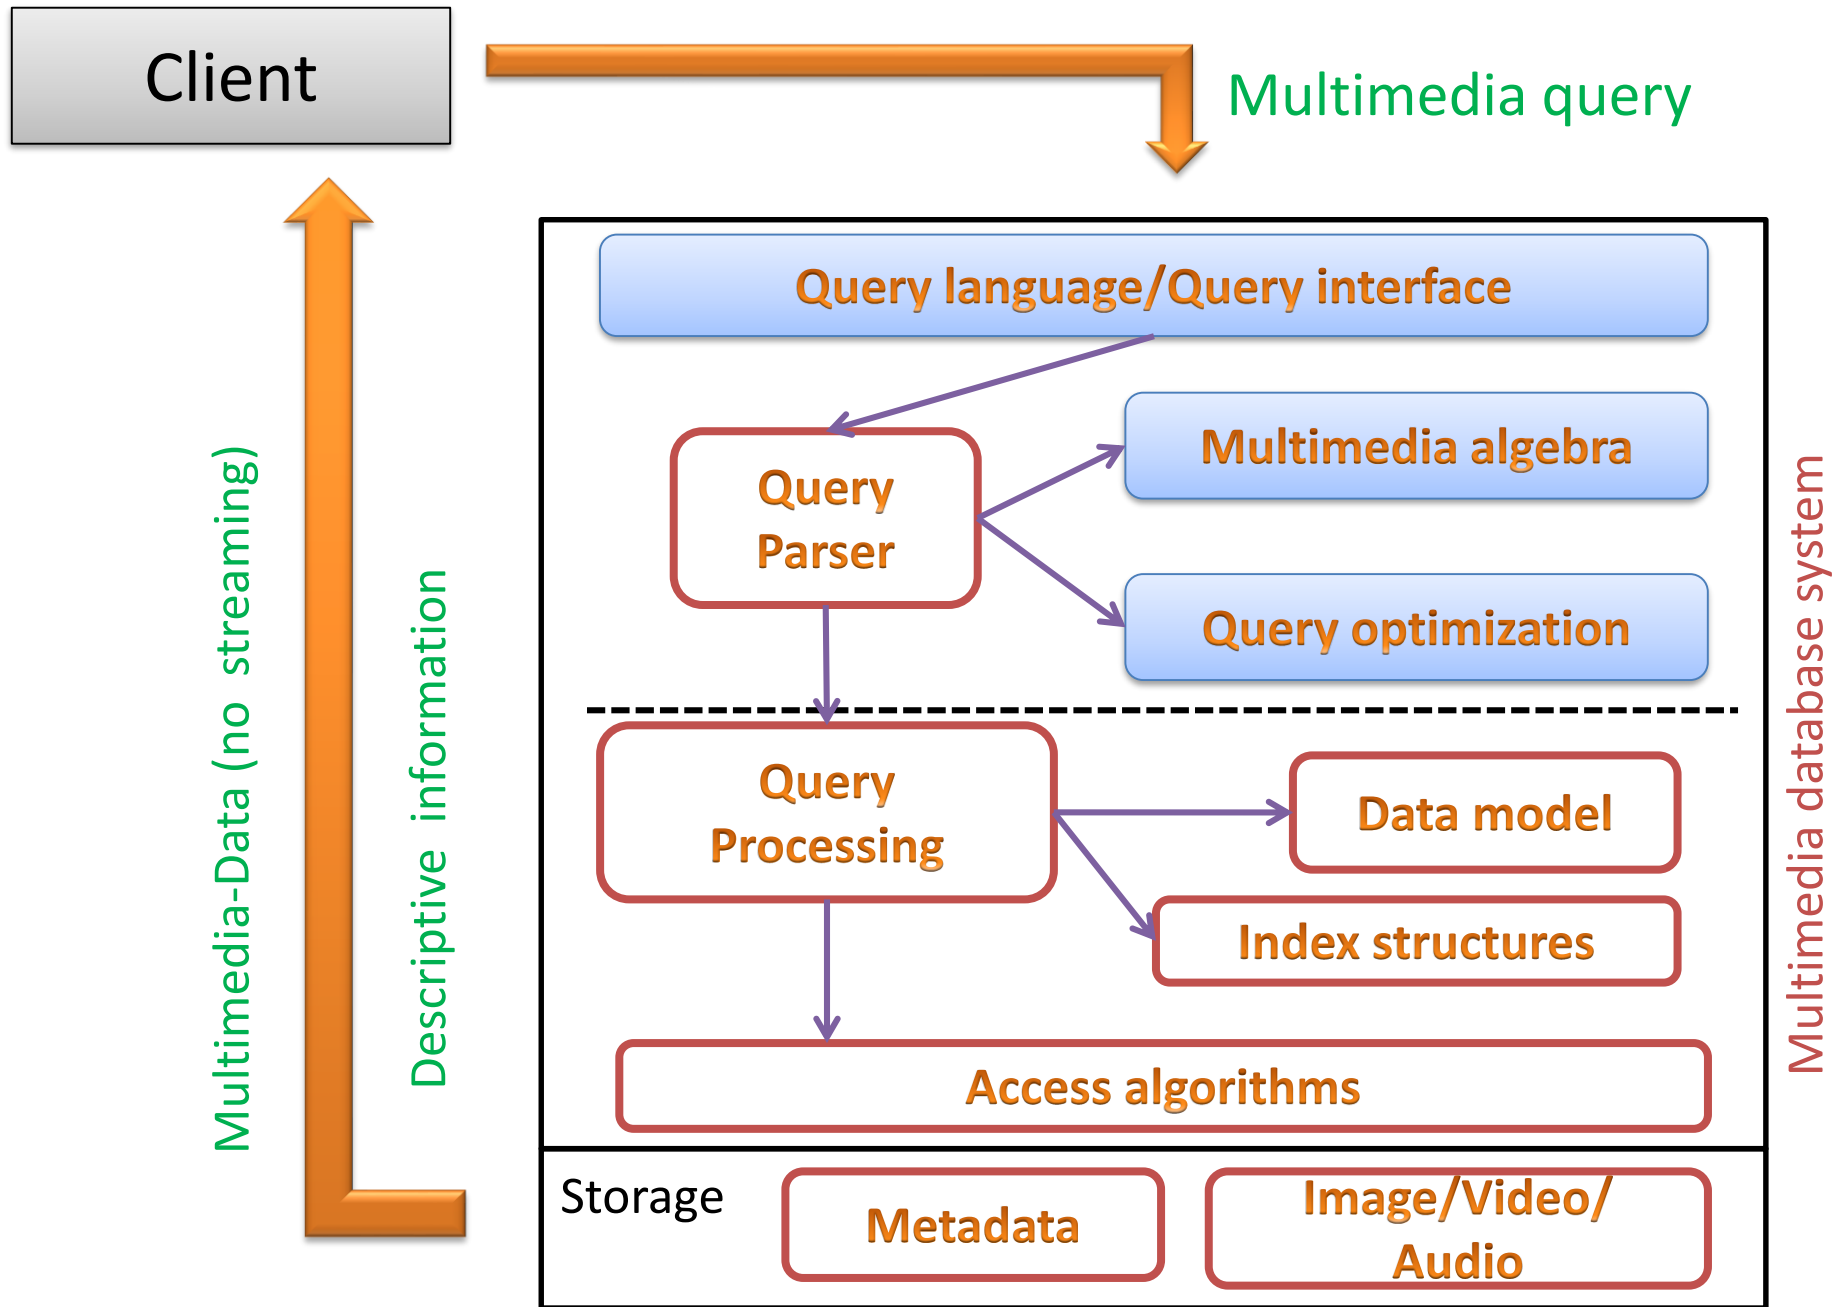 Client
Multimedia query
Query language/Query interface
Multimedia algebra
Query
Parser
Query optimization
Query
Processing
Data model
Index structures
Access algorithms
Storage
Metadata
Image/Video/
Audio
Multimedia-Data (no streaming)
Descriptive information
Multimedia database system